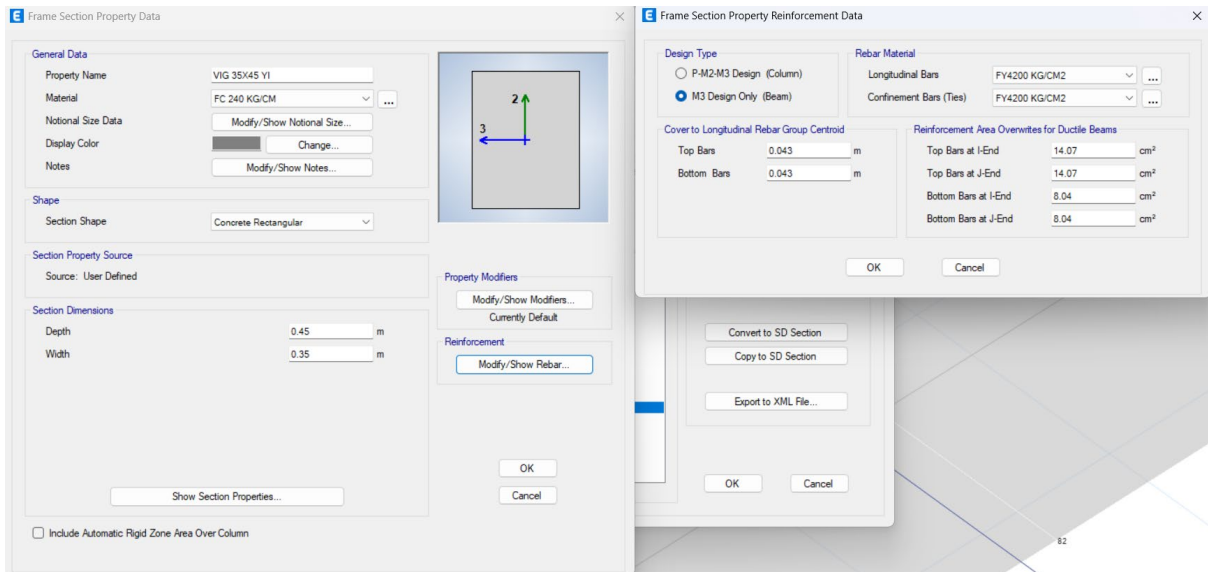 Frame Section Property Data
General Data
Property Name VIG 35X45 YI
Material FC 240 KG/CM ...
Notional Size Data Modify/Show Notional Size...
Display Color Change...
Notes Modify/Show Notes...
2
3
Shape
Section Shape Concrete Rectangular
Section Property Source
Source: User Defined
Section Dimensions
Depth 0.45 m
Width 0.35 m
Property Modifiers
Modify/Show Modifiers...
Currently Default
Reinforcement
Modify/Show Rebar...
Show Section Properties...
OK
Cancel
Include Automatic Rigid Zone Area Over Column
Frame Section Property Reinforcement Data
Design Type
P-M2-M3 Design (Column)
M3 Design Only (Beam)
Rebar Material
Longitudinal Bars FY4200 KG/CM2 ...
Confinement Bars (Ties) FY4200 KG/CM2 ...
Cover to Longitudinal Rebar Group Centroid
Top Bars 0.043 m
Bottom Bars 0.043 m
Reinforcement Area Overwrites for Ductile Beams
Top Bars at I-End 14.07 cm²
Top Bars at J-End 14.07 cm²
Bottom Bars at I-End 8.04 cm²
Bottom Bars at J-End 8.04 cm²
OK Cancel
Convert to SD Section
Copy to SD Section
Export to XML File...
OK Cancel
82